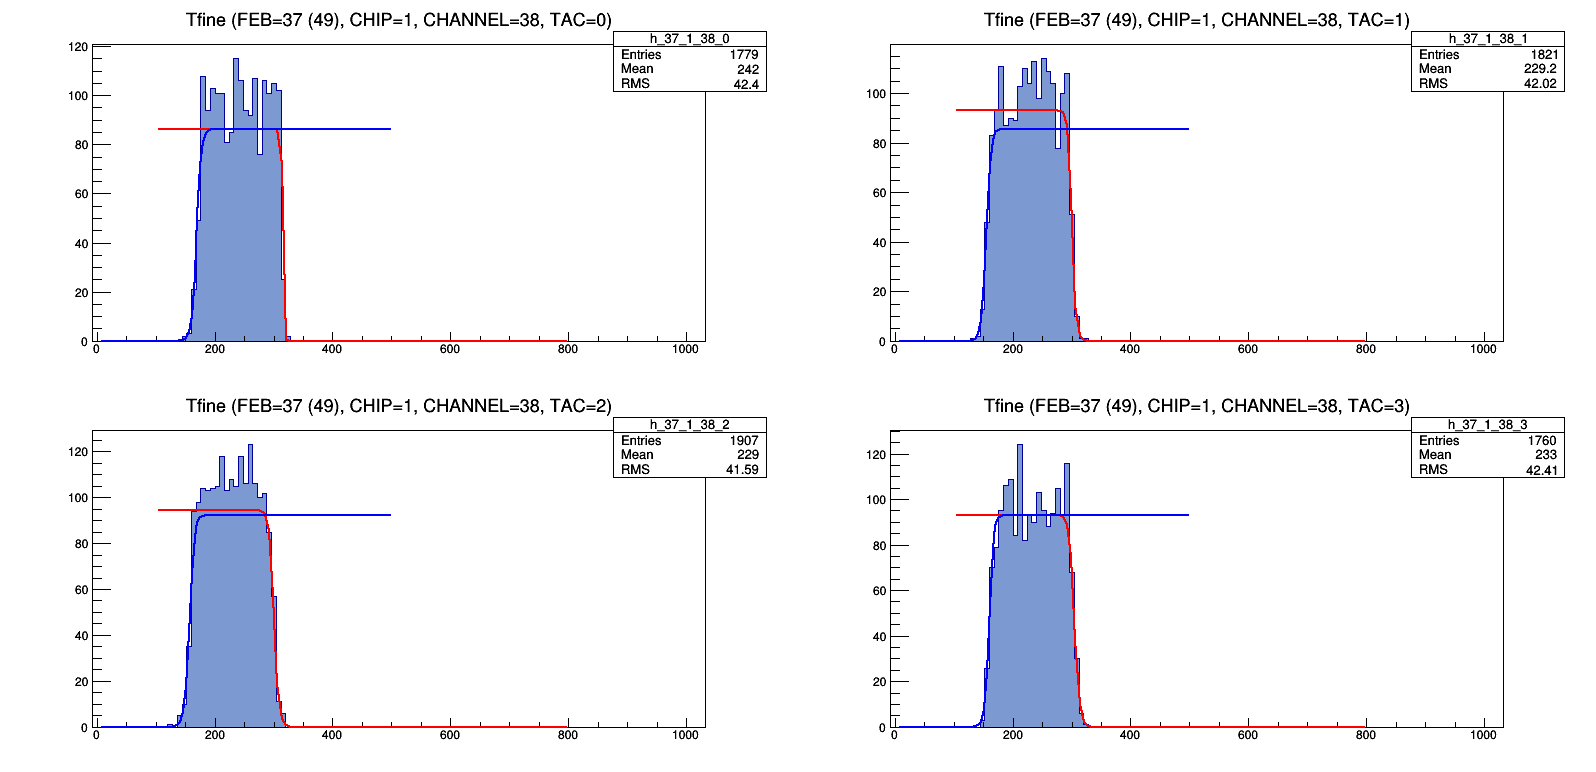 Tfine (FEB=37 (49), CHIP=1, CHANNEL=38, TAC=0)
h_37_1_38_0
Entries 1779
Mean 242
RMS 42.4
120
100
80
60
40
20
0
0 200 400 600 800 1000
Tfine (FEB=37 (49), CHIP=1, CHANNEL=38, TAC=1)
h_37_1_38_1
Entries 1821
Mean 229.2
RMS 42.02
100
80
60
40
20
0
0 200 400 600 800 1000
Tfine (FEB=37 (49), CHIP=1, CHANNEL=38, TAC=2)
h_37_1_38_2
Entries 1907
Mean 229
RMS 41.59
120
100
80
60
40
20
0
0 200 400 600 800 1000
Tfine (FEB=37 (49), CHIP=1, CHANNEL=38, TAC=3)
h_37_1_38_3
Entries 1760
Mean 233
RMS 42.41
120
100
80
60
40
20
0
0 200 400 600 800 1000